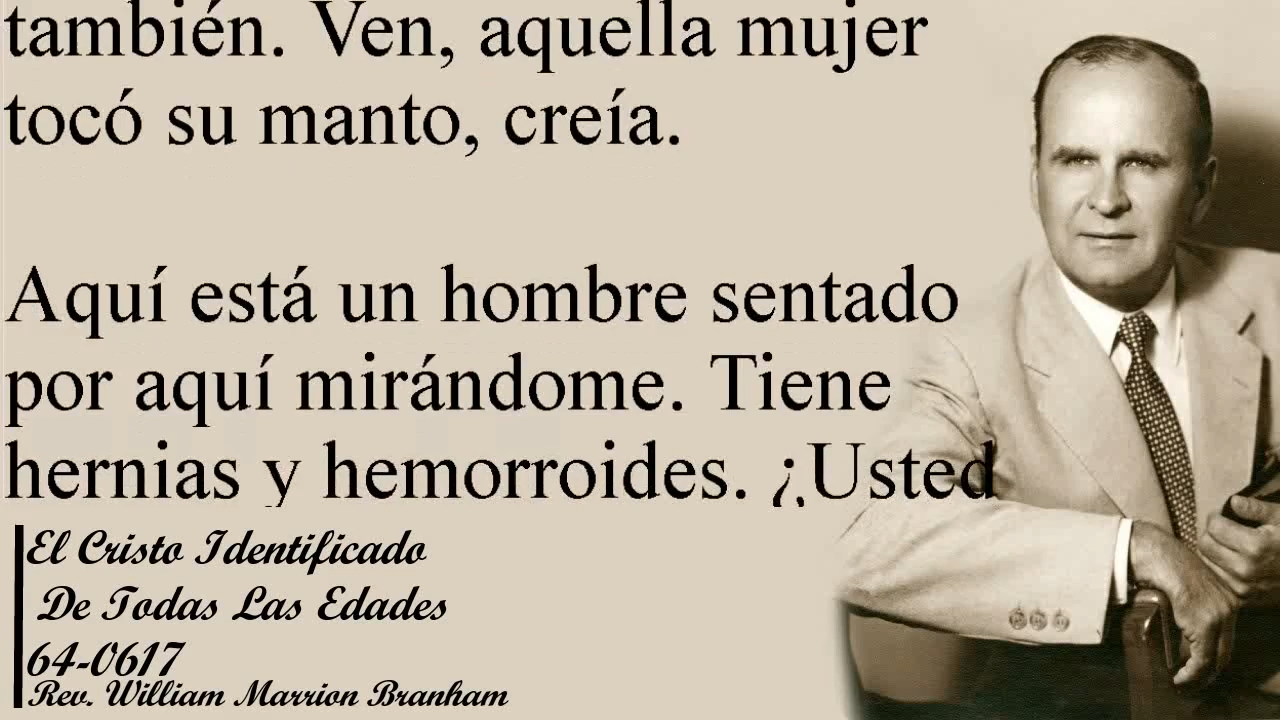 también. Ven, aquella mujer
tocó su manto, creía.
Aquí está un hombre sentado
por aquí mirándome. Tiene
hernias y hemorroides. ¿Usted
El Cristo Identificado
De Todas Las Edades
64-0617
Rev. William Marrion Branham